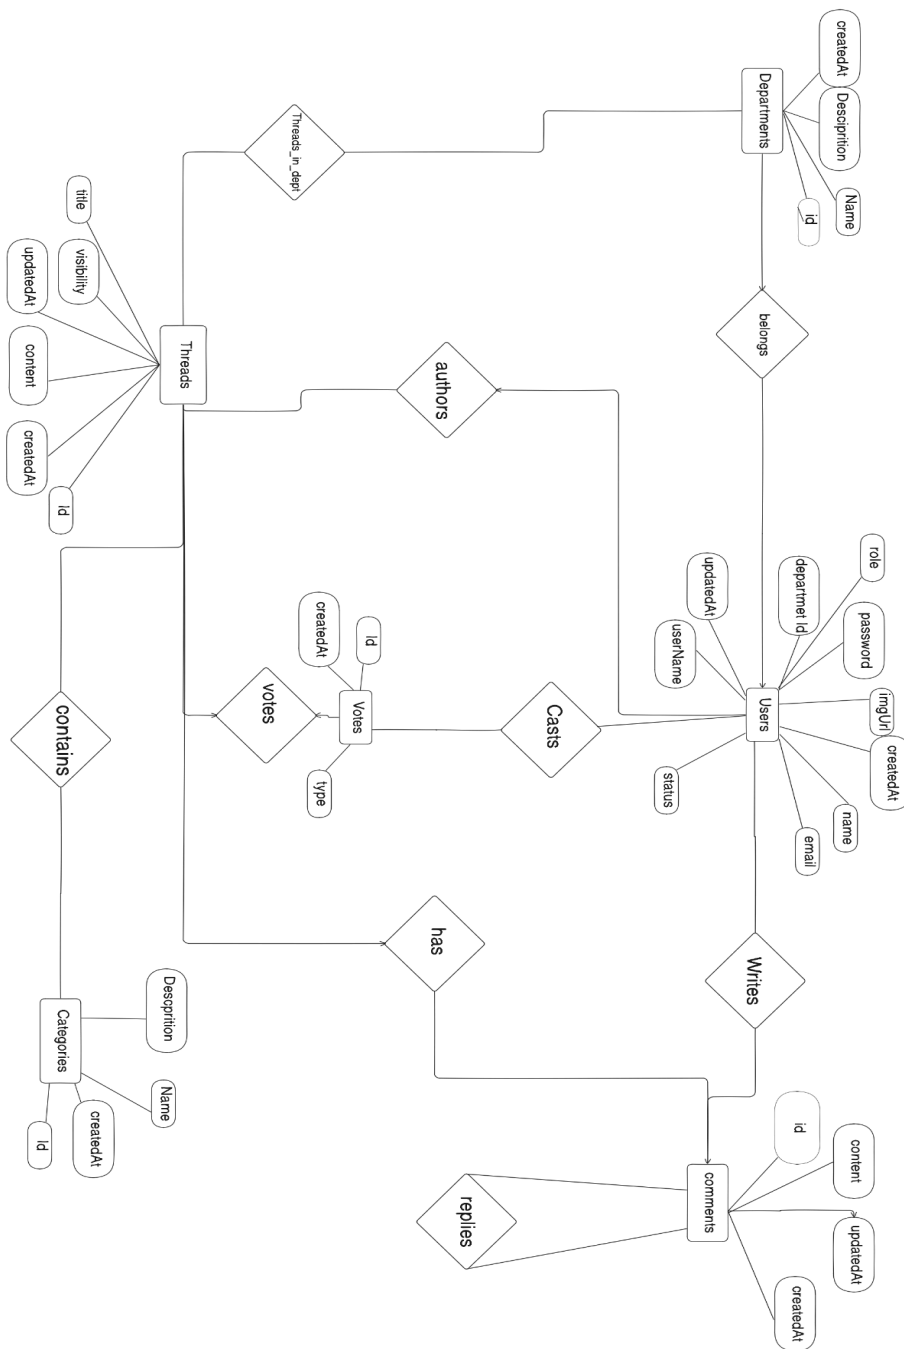 createdAt
Desciprition
Name
id
Departments
Threads_in_dept
belongs
title
visibility
updatedAt
content
createdAt
Id
Threads
authors
role
departmet Id
password
updatedAt
userName
imgUrl
createdAt
name
email
status
Users
Id
createdAt
Votes
type
votes
Casts
contains
has
Writes
Descprition
Name
createdAt
Id
Categories
id
content
updatedAt
createdAt
comments
replies